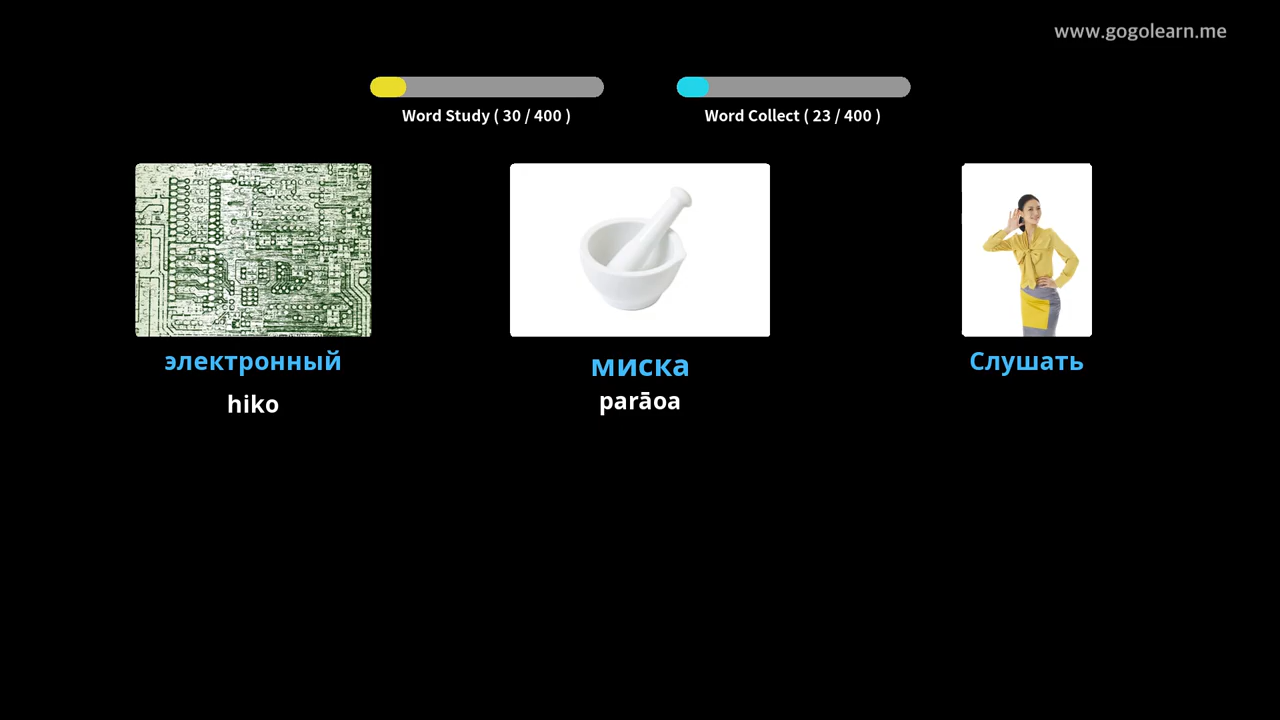 www.gogolearn.me
Word Study ( 30 / 400 )
Word Collect ( 23 / 400 )
электронный
миска
Слушать
hiko
parāoa